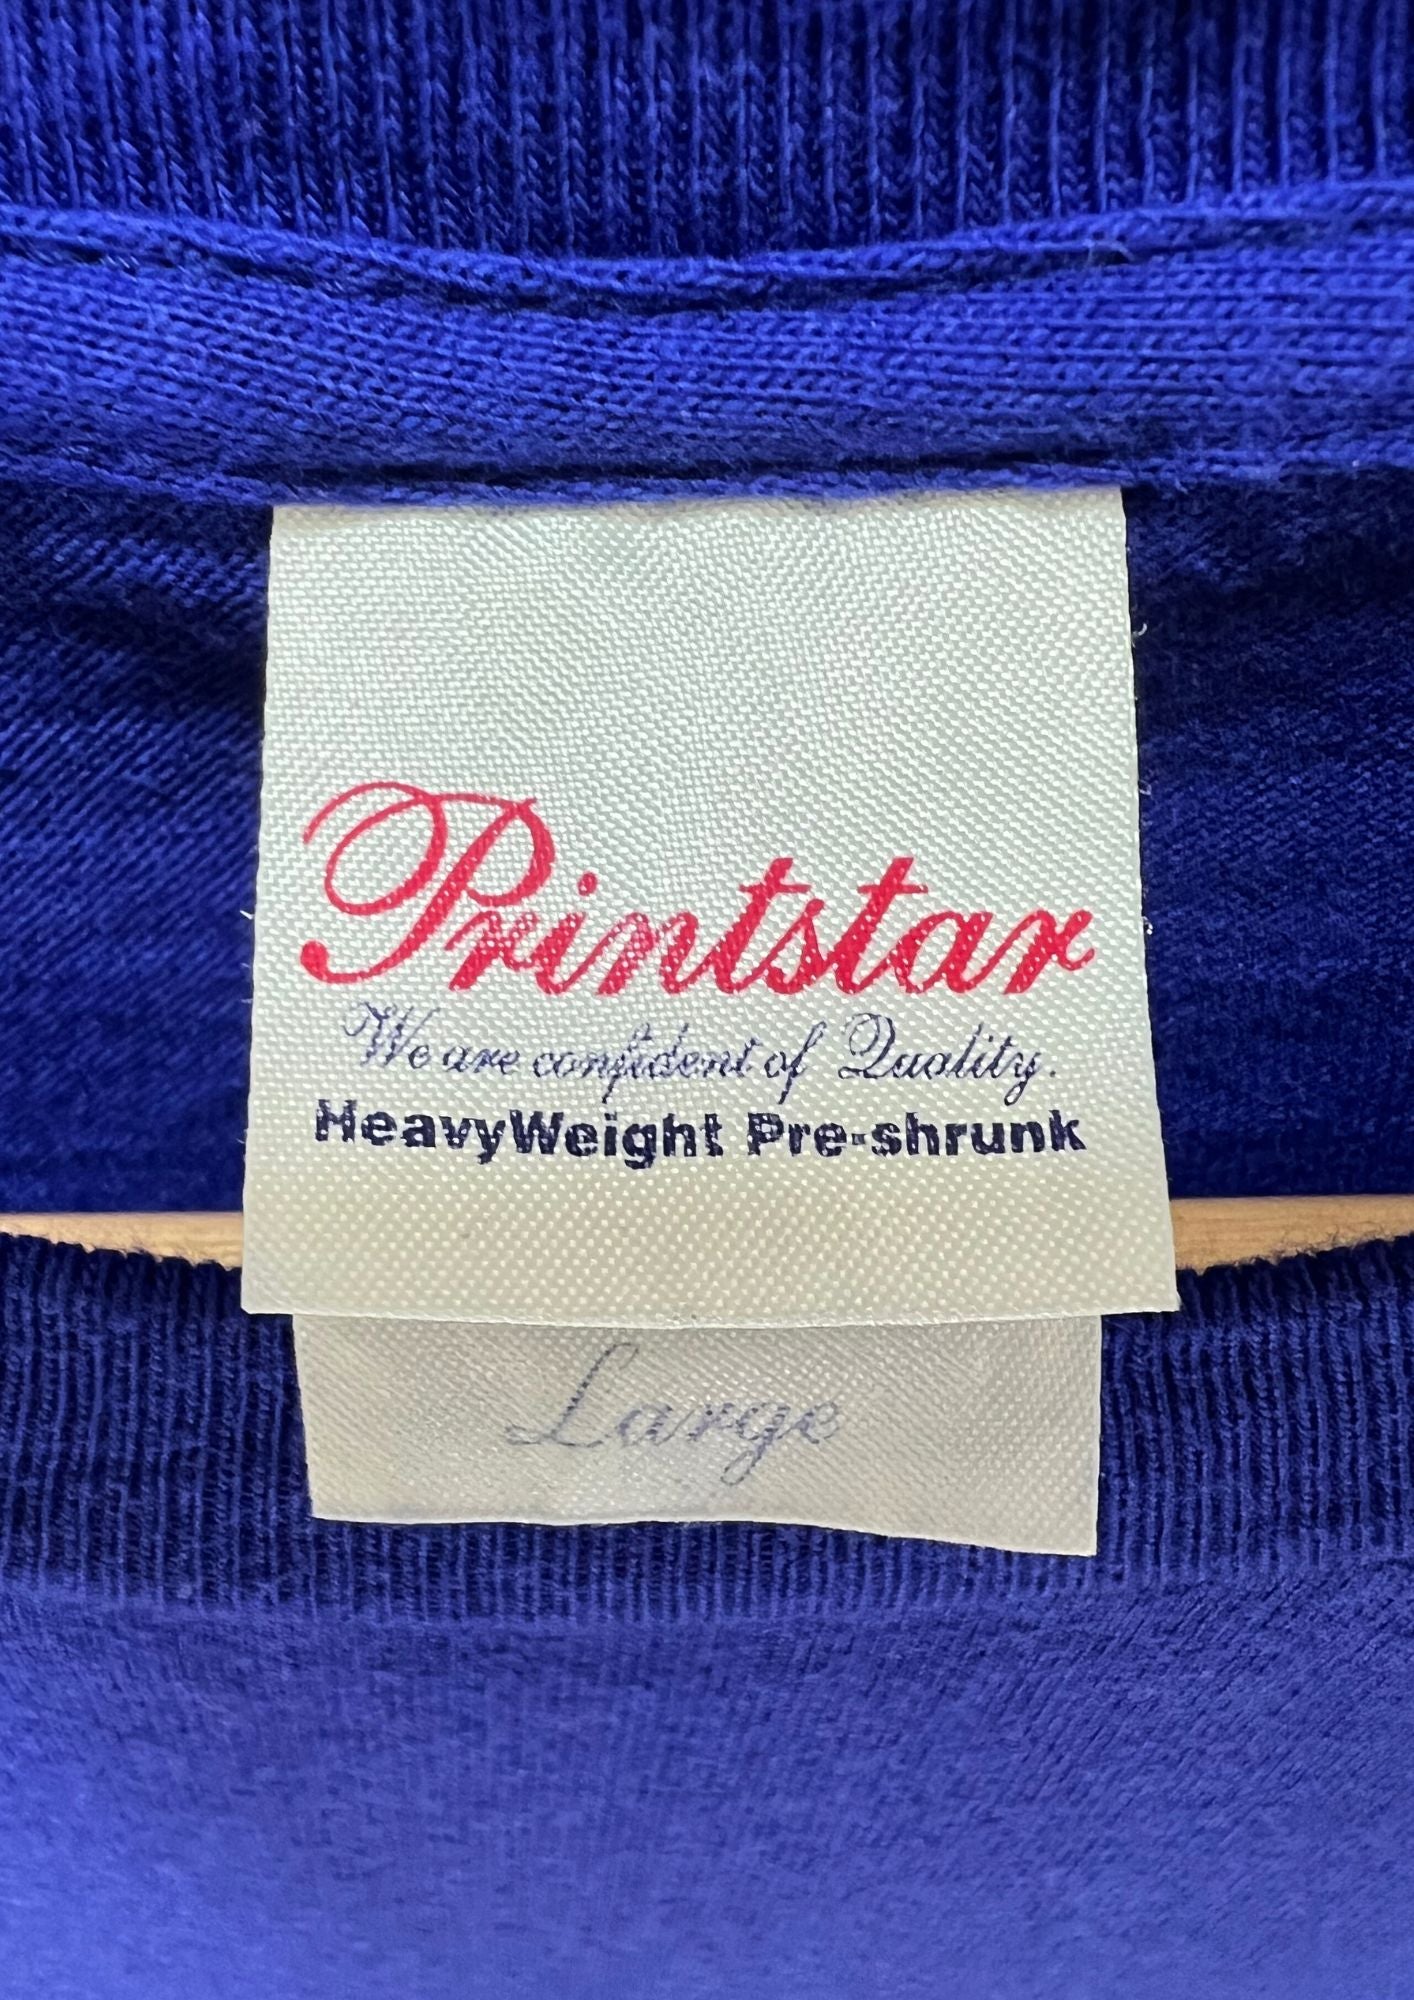 Printstar
We are confident of Quality.
HeavyWeight Pre-shrunk
Large